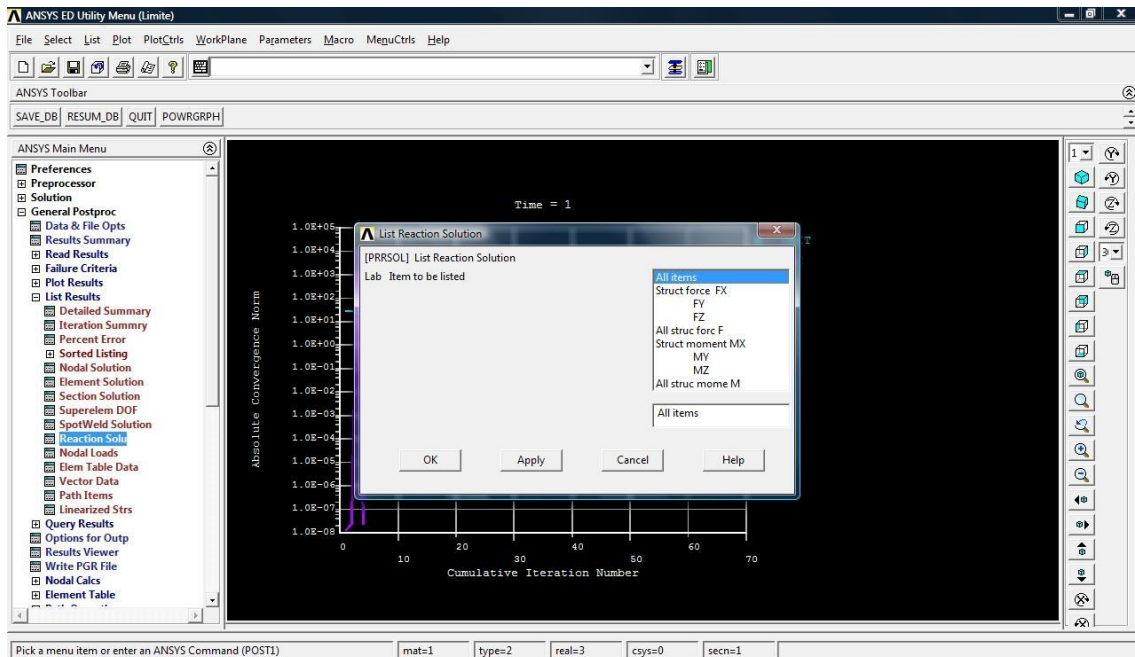 ANSYS ED Utility Menu (Limite)
File Select List Plot PlotCtrls WorkPlane Parameters Macro MenuCtrls Help
ANSYS Toolbar
SAVE_DB RESUM_DB QUIT POWRGRPH
ANSYS Main Menu
Preferences
Preprocessor
Solution
General Postproc
Data & File Opts
Results Summary
Read Results
Failure Criteria
Plot Results
List Results
Detailed Summary
Iteration Summry
Percent Error
Sorted Listing
Nodal Solution
Element Solution
Section Solution
Superelem DOF
SpotWeld Solution
Reaction Solu
Nodal Loads
Elem Table Data
Vector Data
Path Items
Linearized Strs
Query Results
Options for Outp
Results Viewer
Write PGR File
Nodal Calcs
Element Table
Time = 1
Absolute Convergence Norm
1.0E+05
1.0E+04
1.0E+03
1.0E+02
1.0E+01
1.0E+00
1.0E-01
1.0E-02
1.0E-03
1.0E-04
1.0E-05
1.0E-06
1.0E-07
1.0E-08
0 20 40 60
10 30 50 70
Cumulative Iteration Number
List Reaction Solution
[PRRSOL] List Reaction Solution
Lab Item to be listed
All items
Struct force FX
FY
FZ
All struc forc F
Struct moment MX
MY
MZ
All struc mome M
All items
OK Apply Cancel Help
1
3
Pick a menu item or enter an ANSYS Command (POST1) mat=1 type=2 real=3 csys=0 secn=1